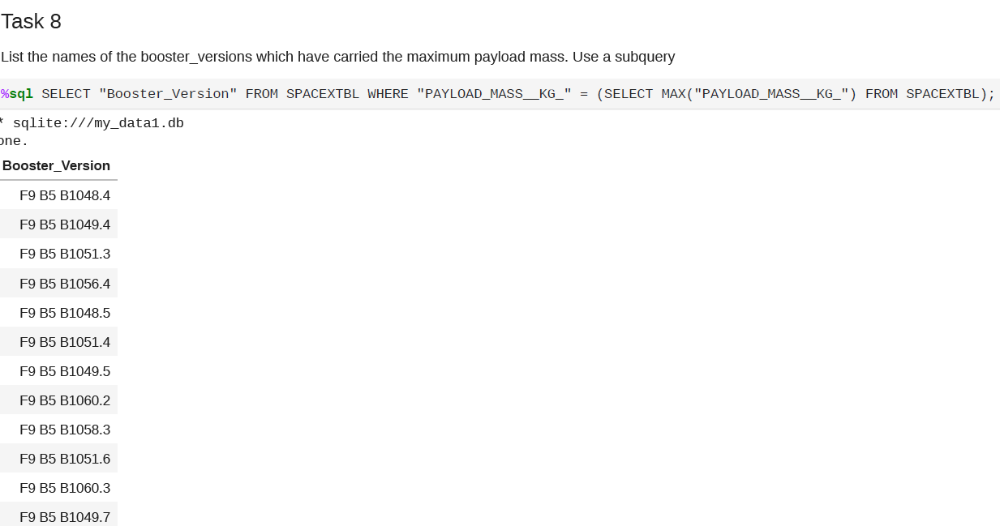 Task 8
List the names of the booster_versions which have carried the maximum payload mass. Use a subquery
%sql SELECT "Booster_Version" FROM SPACEXTBL WHERE "PAYLOAD_MASS__KG_" = (SELECT MAX("PAYLOAD_MASS__KG_") FROM SPACEXTBL);
* sqlite:///my_data1.db
one.
Booster_Version
F9 B5 B1048.4
F9 B5 B1049.4
F9 B5 B1051.3
F9 B5 B1056.4
F9 B5 B1048.5
F9 B5 B1051.4
F9 B5 B1049.5
F9 B5 B1060.2
F9 B5 B1058.3
F9 B5 B1051.6
F9 B5 B1060.3
F9 B5 B1049.7